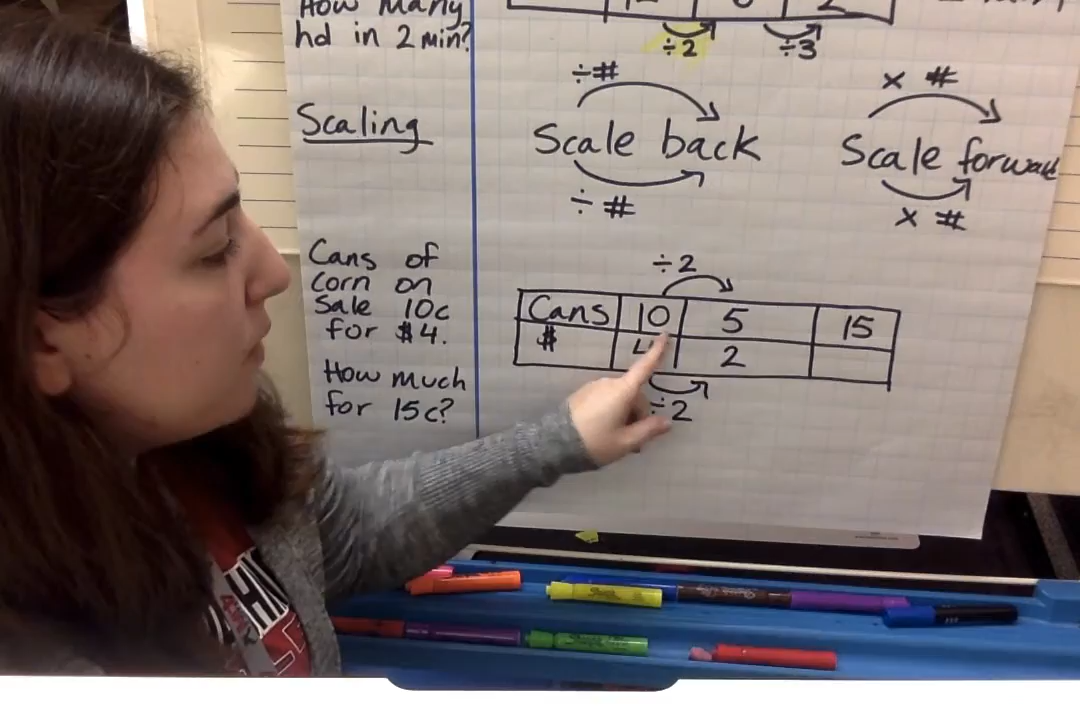 How many
hd in 2 min?
÷2
÷3
Scaling
÷#
Scale back
÷ #
x #
Scale forward
x #
Cans of
corn on
Sale 10c
for $4.
How much
for 15c?
÷2
Cans 10 5 15
$ 4 2
÷2